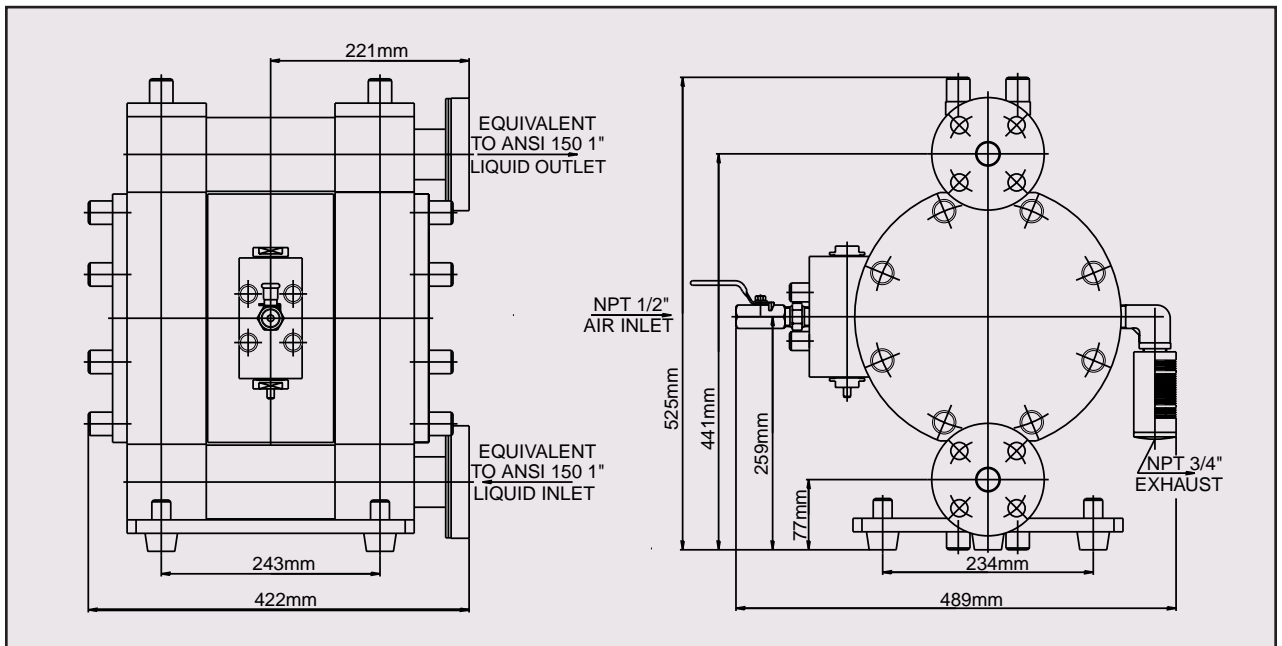 221mm
EQUIVALENT
TO ANSI 150 1"
LIQUID OUTLET
EQUIVALENT
TO ANSI 150 1"
LIQUID INLET
243mm
422mm
NPT 1/2"
AIR INLET
525mm
441mm
259mm
77mm
NPT 3/4"
EXHAUST
234mm
489mm